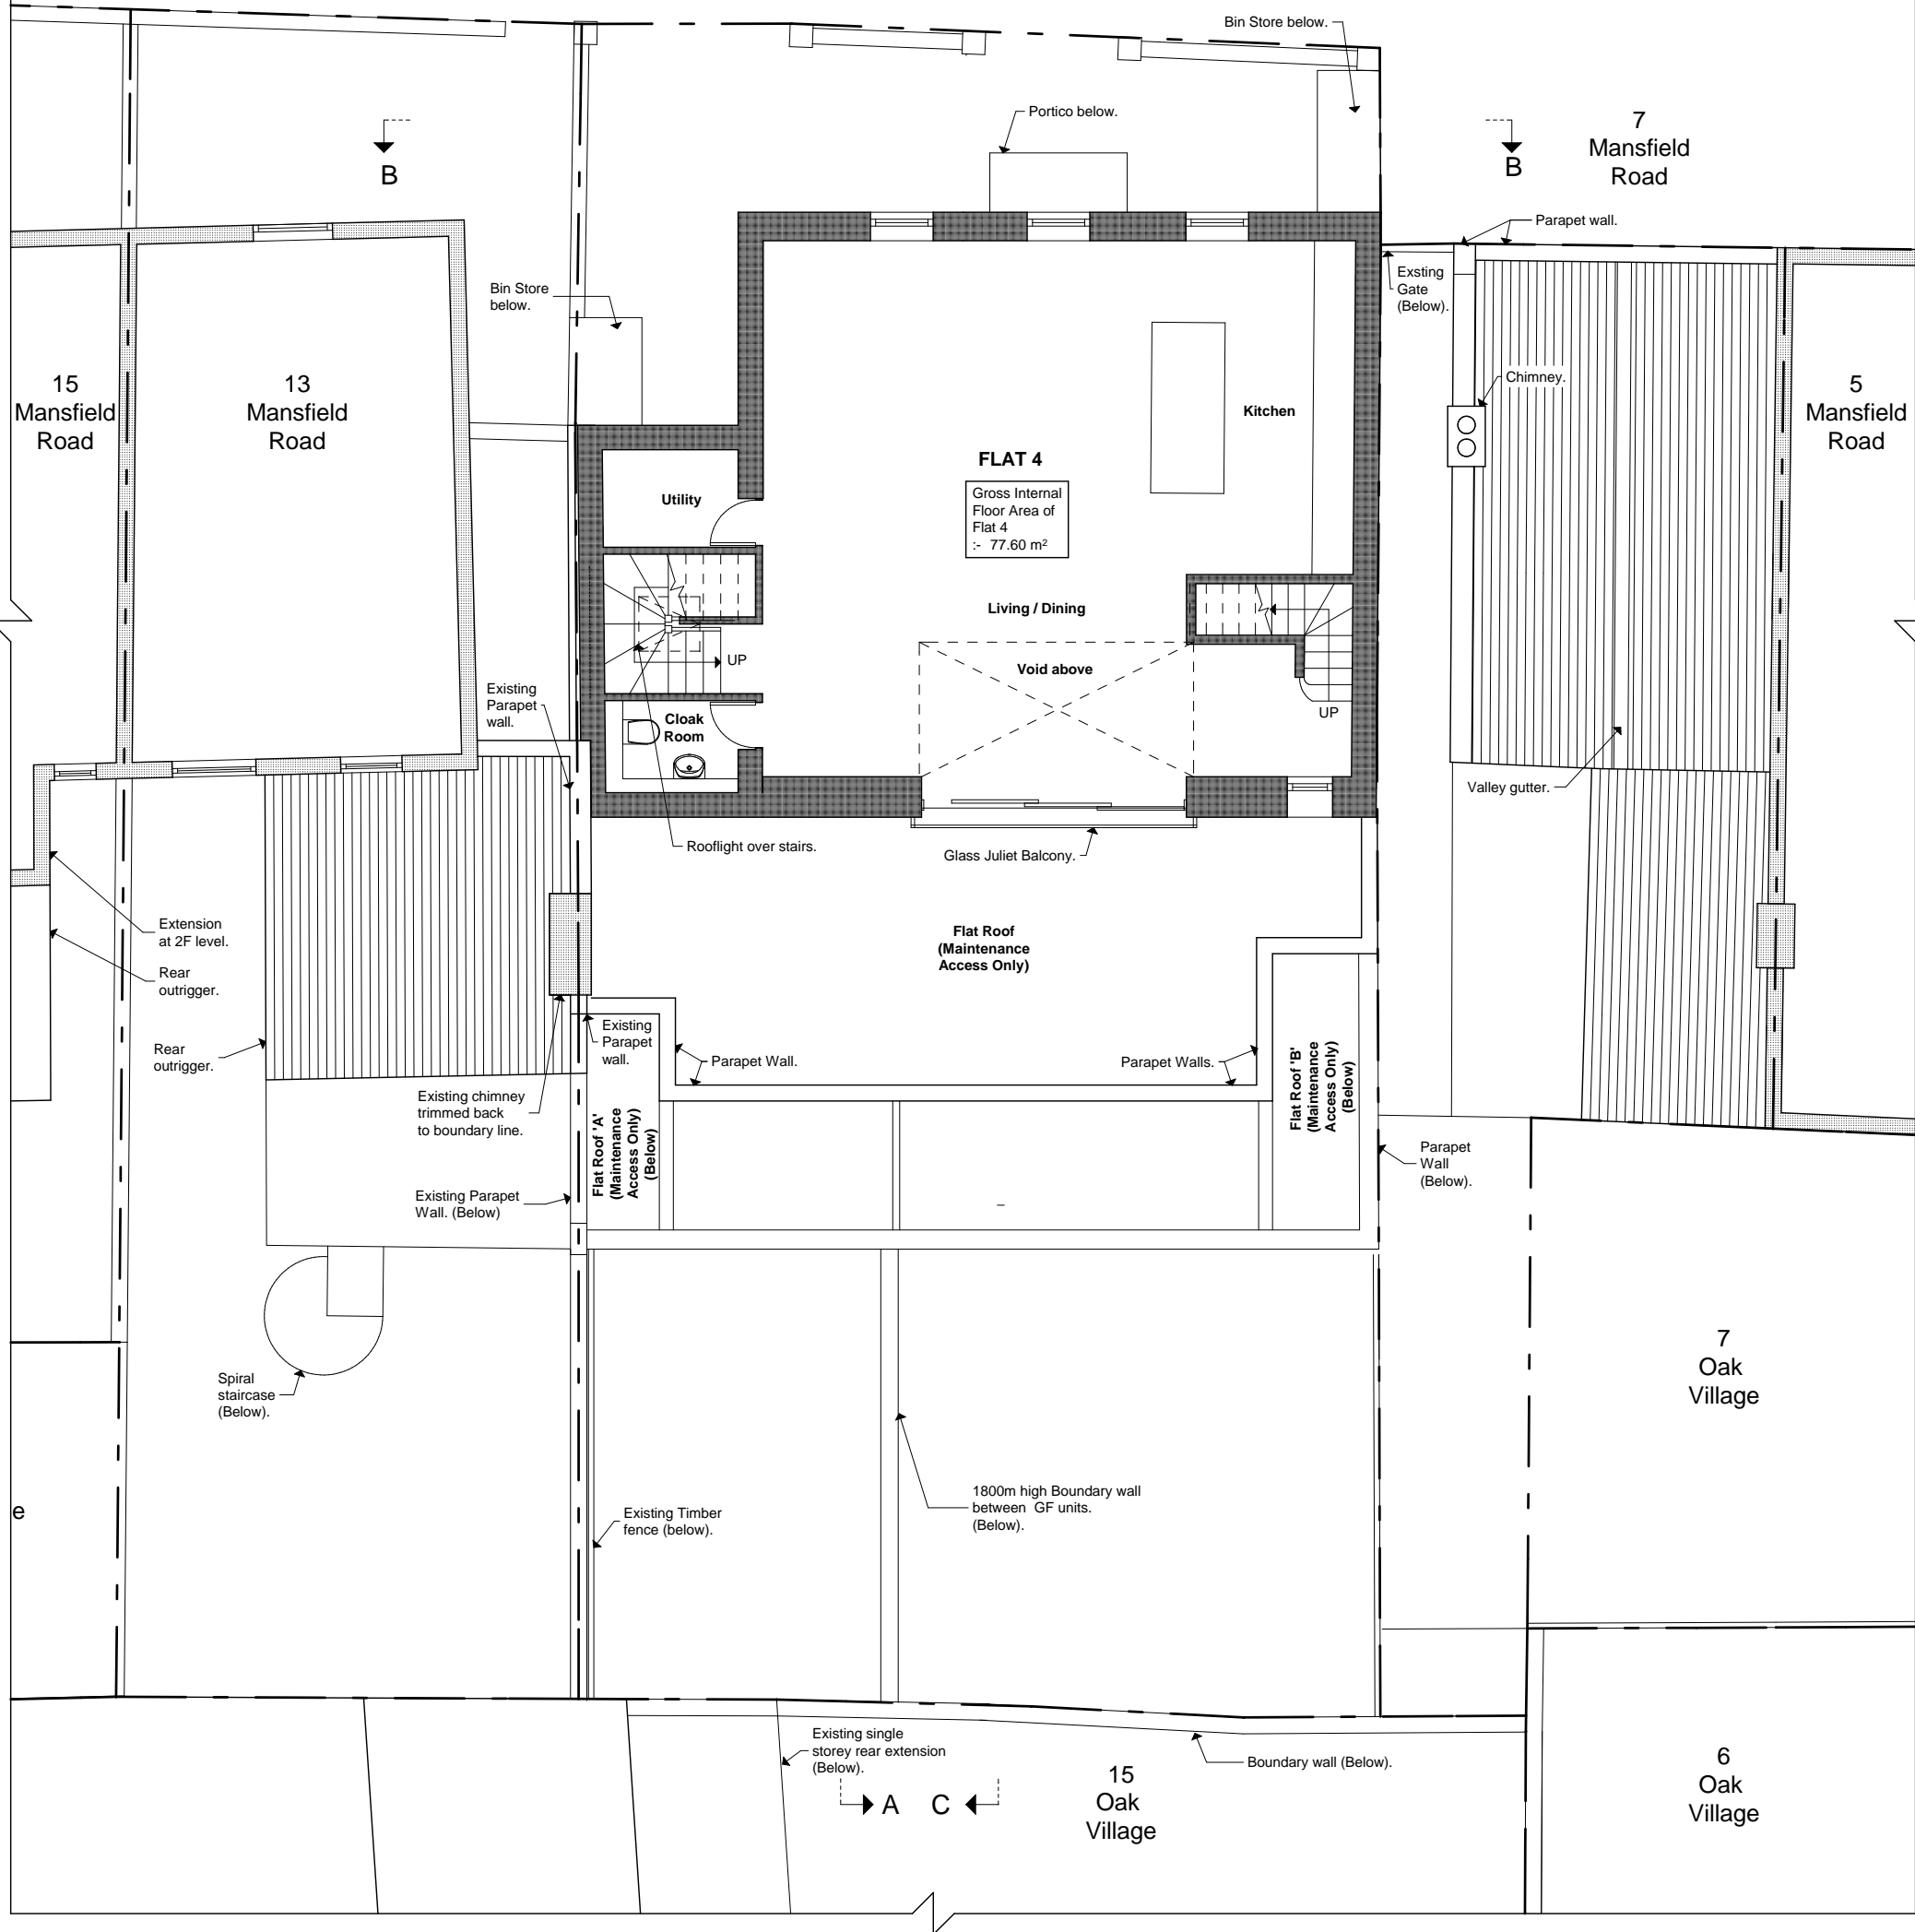 Bin Store below.
Portico below.
B
B
7
Mansfield
Road
Parapet wall.
Bin Store
below.
Exsting
Gate
(Below).
15
Mansfield
Road
13
Mansfield
Road
Chimney.
5
Mansfield
Road
Kitchen
FLAT 4
Utility
Gross Internal
Floor Area of
Flat 4
:- 77.60 m²
Living / Dining
UP
Void above
Existing
Parapet
wall.
Cloak
Room
UP
Valley gutter.
Rooflight over stairs.
Glass Juliet Balcony.
Extension
at 2F level.
Flat Roof
(Maintenance
Access Only)
Rear
outrigger.
Existing
Parapet
wall.
Rear
outrigger.
Parapet Wall.
Parapet Walls.
Existing chimney
trimmed back
to boundary line.
Flat Roof 'A'
(Maintenance
Access Only)
(Below)
Flat Roof 'B'
(Maintenance
Access Only)
(Below)
Parapet
Wall
(Below).
Existing Parapet
Wall. (Below)
7
Oak
Village
Spiral
staircase
(Below).
e
Existing Timber
fence (below).
1800m high Boundary wall
between GF units.
(Below).
Existing single
storey rear extension
(Below).
Boundary wall (Below).
A
C
15
Oak
Village
6
Oak
Village